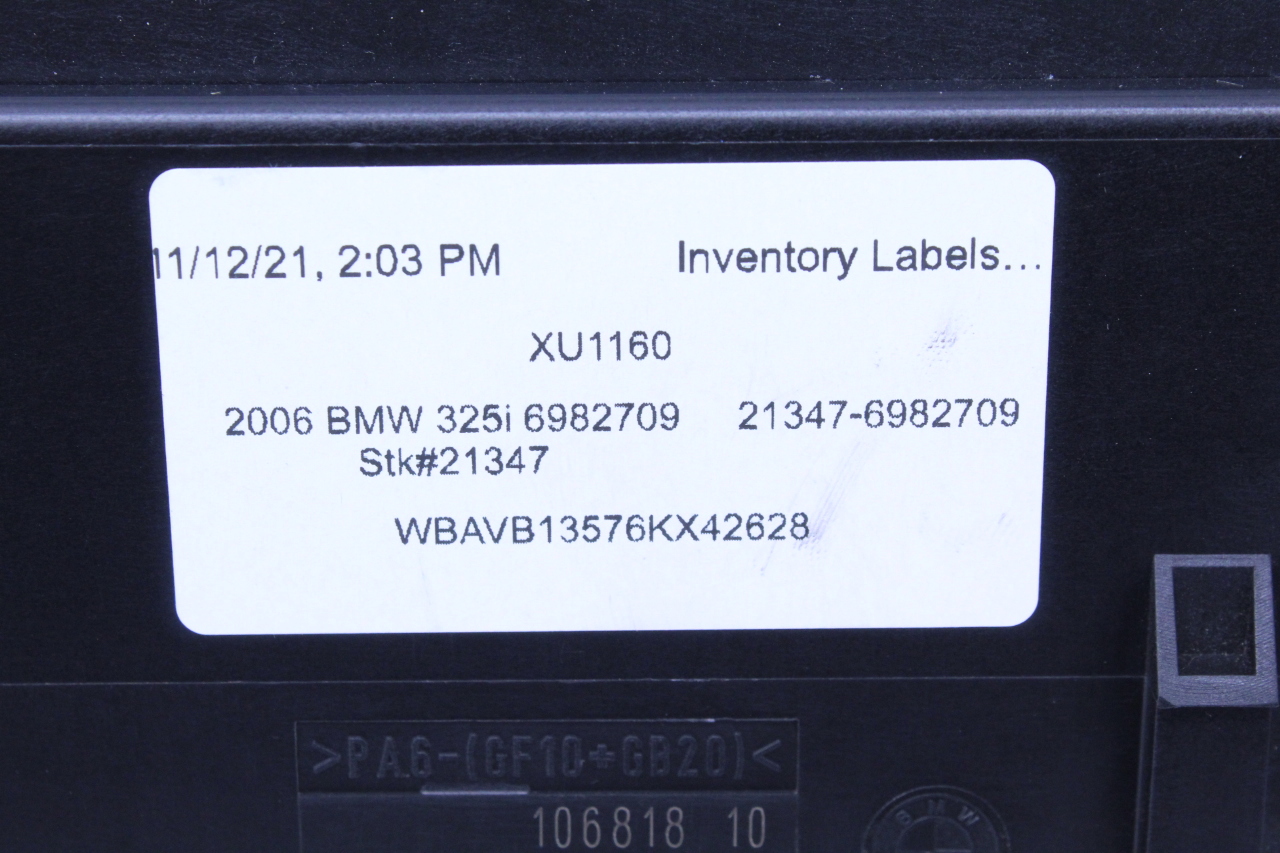 11/12/21, 2:03 PM Inventory Labels...
XU1160
2006 BMW 325i 6982709 21347-6982709
Stk#21347
WBAVB13576KX42628
>PA6-(GF10+GB20)<
106818 10
BMW